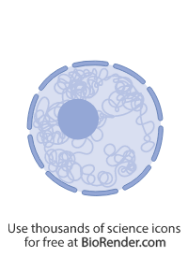 Use thousands of science icons
for free at BioRender.com